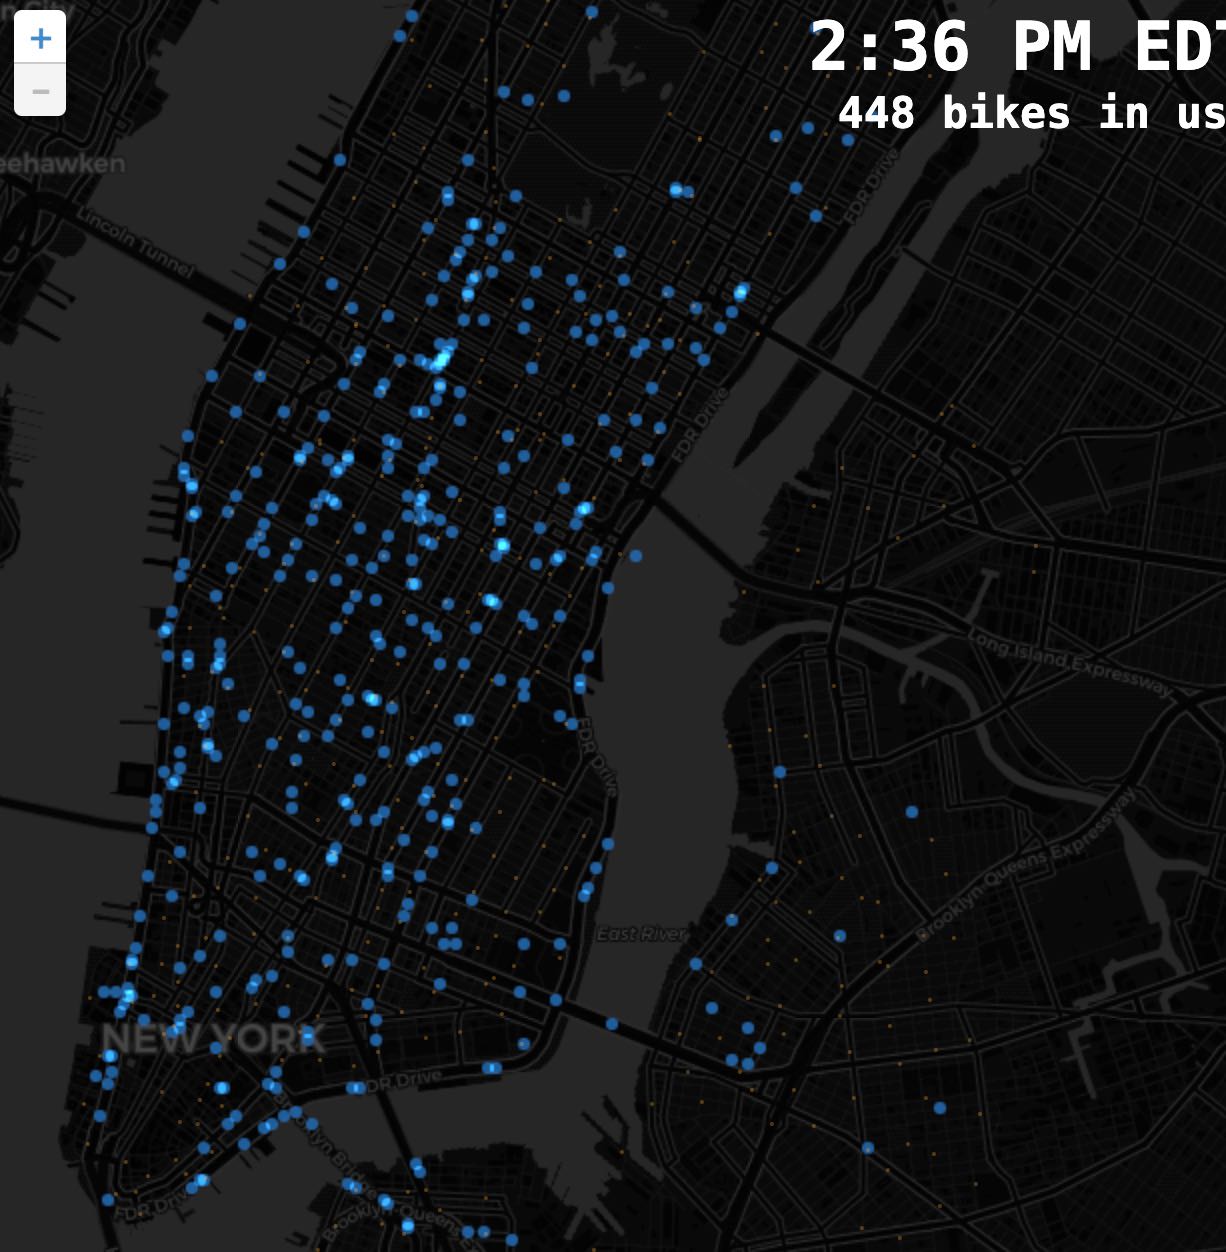 n City
+
2:36 PM EDT
−
448 bikes in us
eehawken
FDR Drive
Lincoln Tunnel
FDR Drive
Long Island Expressway
FDR Drive
Brooklyn Queens Expressway
East River
NEW YORK
FDR Drive
Brooklyn Bridge
FDR Drive
Brooklyn-Queens E